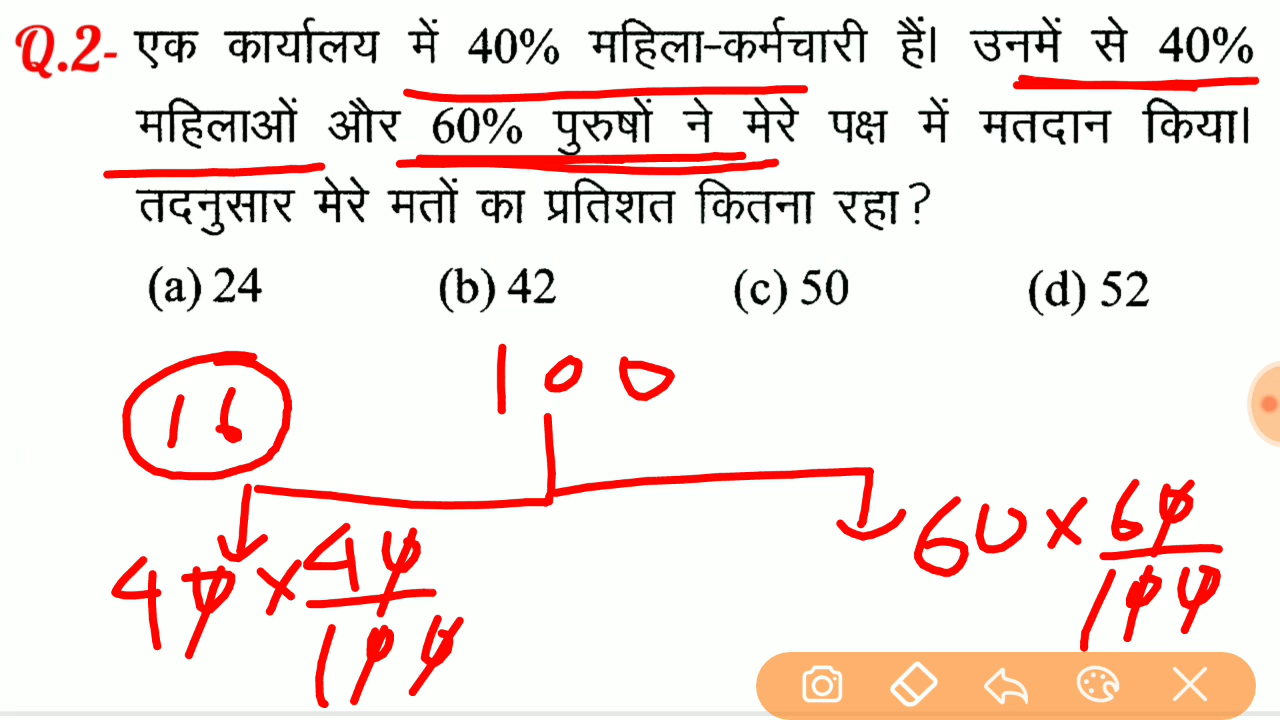 Q.2- एक कार्यालय में 40% महिला-कर्मचारी हैं। उनमें से 40%
महिलाओं और 60% पुरुषों ने मेरे पक्ष में मतदान किया।
तदनुसार मेरे मतों का प्रतिशत कितना रहा?
(a) 24 (b) 42 (c) 50 (d) 52
16 100
40 × 40/100 60 × 60/100